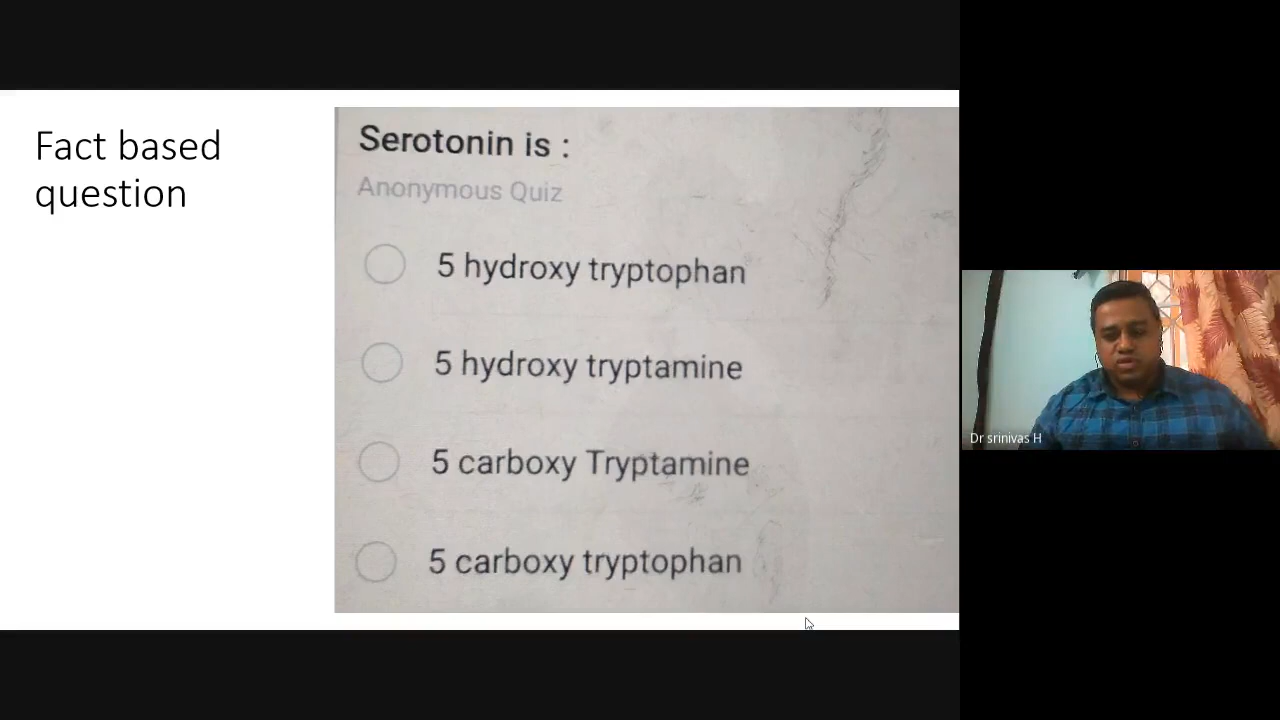 Fact based
question
Serotonin is :
Anonymous Quiz
5 hydroxy tryptophan
5 hydroxy tryptamine
5 carboxy Tryptamine
5 carboxy tryptophan
Dr srinivas H